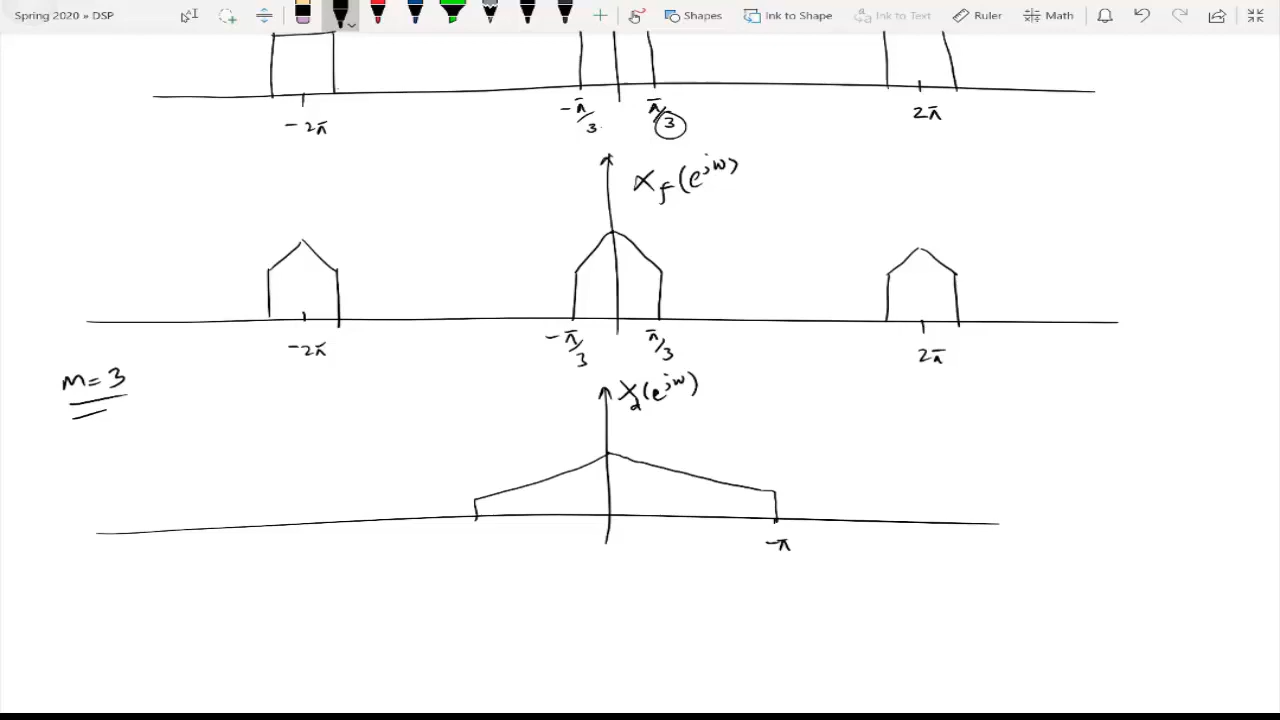 Spring 2020 » DSP Shapes Ink to Shape Ink to Text Ruler Math
-2π -π/3 π/3 2π
X_f(e^{jω})
-2π -π/3 π/3 2π
M=3
X_d(e^{jω})
-π